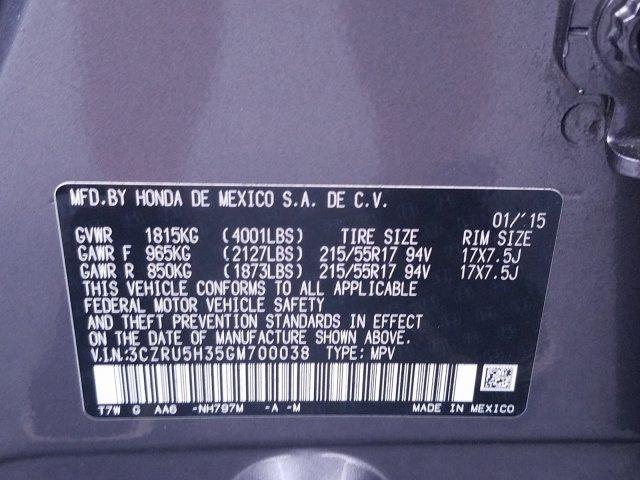 MFD.BY HONDA DE MEXICO S.A. DE C.V.
01/'15
GVWR 1815KG (4001LBS) TIRE SIZE RIM SIZE
GAWR F 965KG (2127LBS) 215/55R17 94V 17X7.5J
GAWR R 850KG (1873LBS) 215/55R17 94V 17X7.5J
THIS VEHICLE CONFORMS TO ALL APPLICABLE
FEDERAL MOTOR VEHICLE SAFETY
AND THEFT PREVENTION STANDARDS IN EFFECT
ON THE DATE OF MANUFACTURE SHOWN ABOVE.
V.I.N.:3CZRU5H35GM700038 TYPE: MPV
T7W G AA6 -NH797M -A -M MADE IN MEXICO